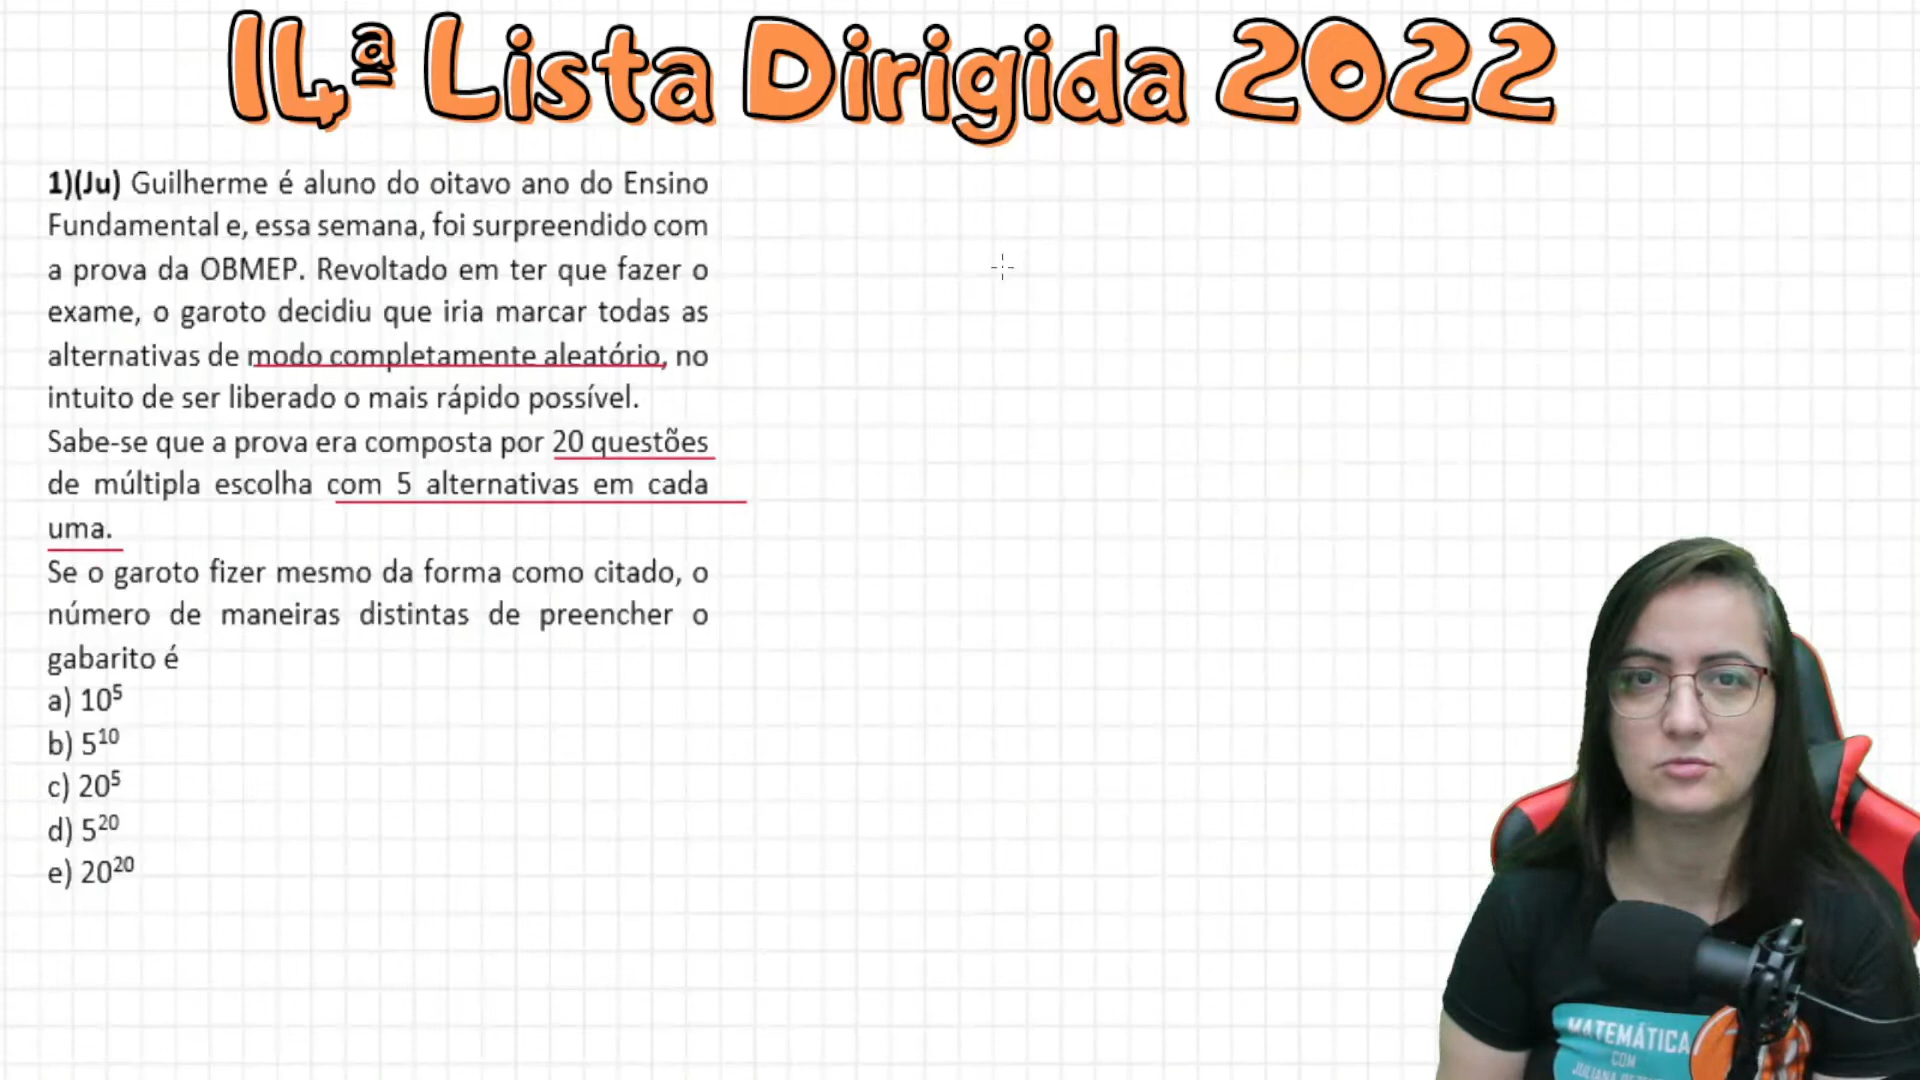 14ª Lista Dirigida 2022
1)(Ju) Guilherme é aluno do oitavo ano do Ensino
Fundamental e, essa semana, foi surpreendido com
a prova da OBMEP. Revoltado em ter que fazer o
exame, o garoto decidiu que iria marcar todas as
alternativas de modo completamente aleatório, no
intuito de ser liberado o mais rápido possível.
Sabe-se que a prova era composta por 20 questões
de múltipla escolha com 5 alternativas em cada
uma.
Se o garoto fizer mesmo da forma como citado, o
número de maneiras distintas de preencher o
gabarito é
a) 10⁵
b) 5¹⁰
c) 20⁵
d) 5²⁰
e) 20²⁰
MATEMÁTICA
COM
JULIANA